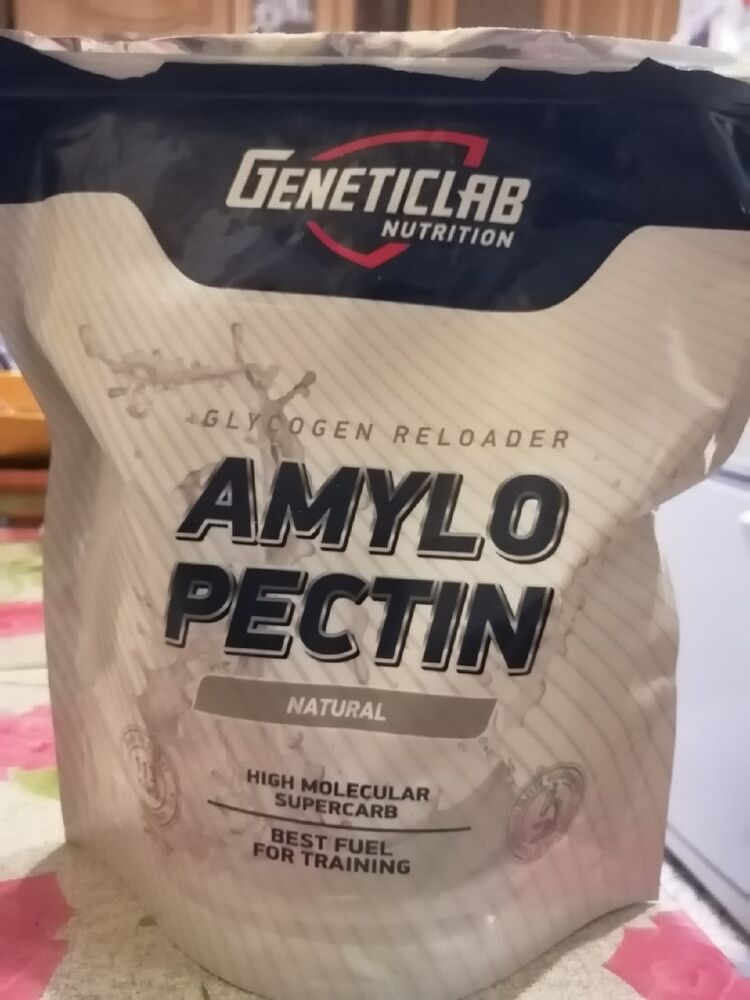 GENETICLAB
NUTRITION
GLYCOGEN RELOADER
AMYLO
PECTIN
NATURAL
HIGH MOLECULAR
SUPERCARB
BEST FUEL
FOR TRAINING